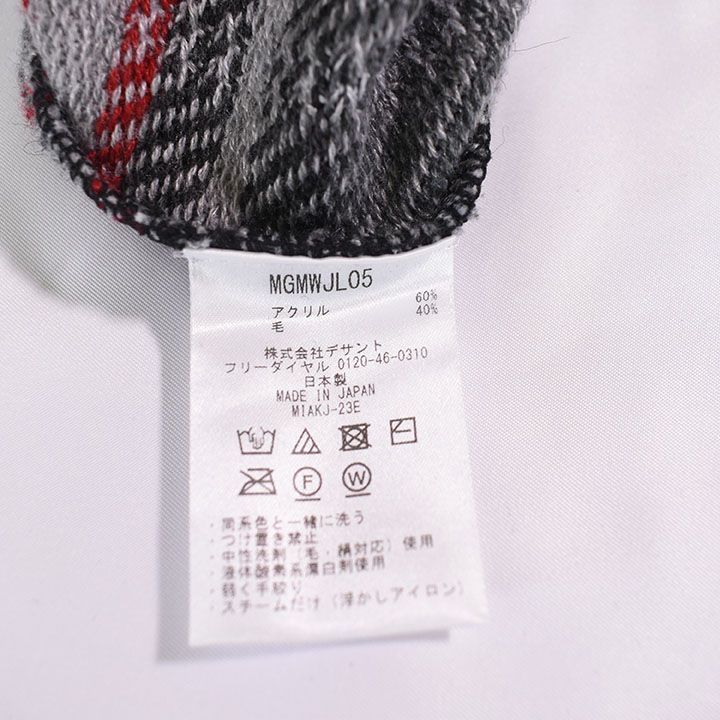 MGMWJL05
アクリル 60%
毛 40%
株式会社デサント
フリーダイヤル 0120-46-0310
日本製
MADE IN JAPAN
MIAKJ-23E
F W
・同系色と一緒に洗う
・つけ置き禁止
・中性洗剤（毛・絹対応）使用
・液体酸素系漂白剤使用
・弱く手絞り
・スチームだけ（浮かしアイロン）